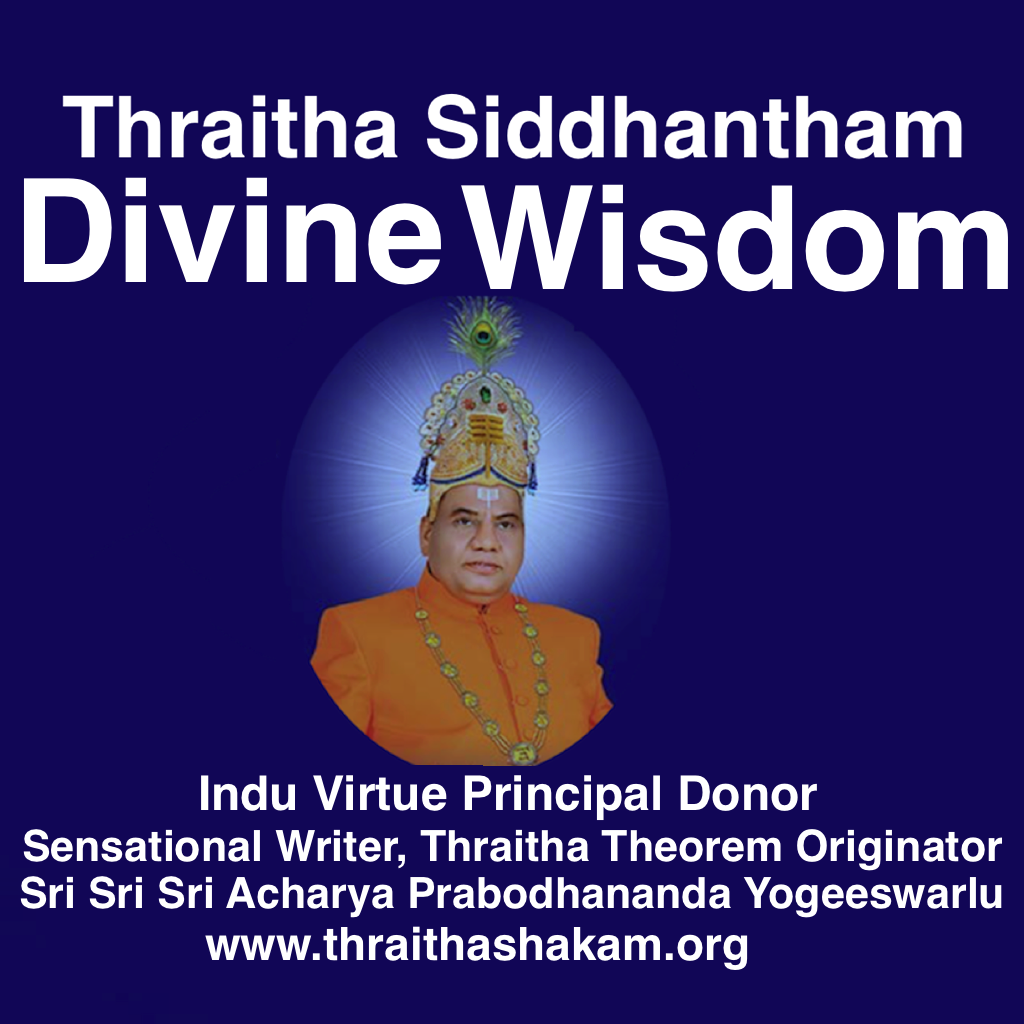 Thraitha Siddhantham
Divine Wisdom
Indu Virtue Principal Donor
Sensational Writer, Thraitha Theorem Originator
Sri Sri Sri Acharya Prabodhananda Yogeeswarlu
www.thraithashakam.org